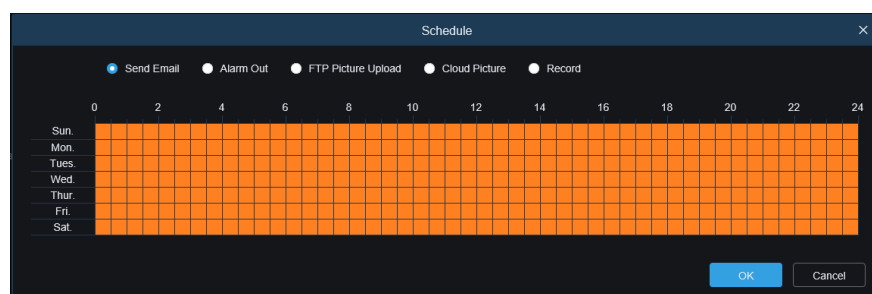 Schedule
Send Email Alarm Out FTP Picture Upload Cloud Picture Record
0 2 4 6 8 10 12 14 16 18 20 22 24
Sun.
Mon.
Tues.
Wed.
Thur.
Fri.
Sat.
OK Cancel